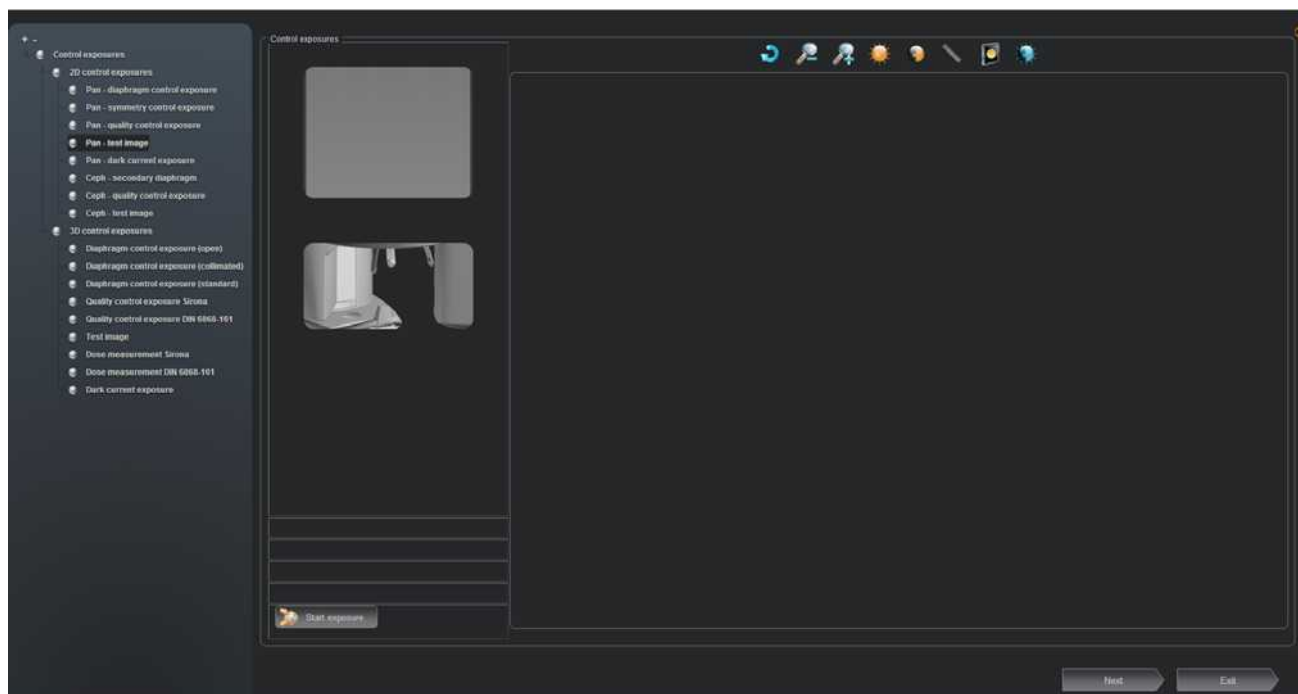 + -
Control exposures
2D control exposures
Pan - diaphragm control exposure
Pan - symmetry control exposure
Pan - quality control exposure
Pan - test image
Pan - dark current exposure
Ceph - secondary diaphragm
Ceph - quality control exposure
Ceph - test image
3D control exposures
Diaphragm control exposure (open)
Diaphragm control exposure (collimated)
Diaphragm control exposure (standard)
Quality control exposure Sirona
Quality control exposure DIN 6868-101
Test image
Dose measurement Sirona
Dose measurement DIN 6868-101
Dark current exposure
Control exposures
Start exposure
Next
Exit